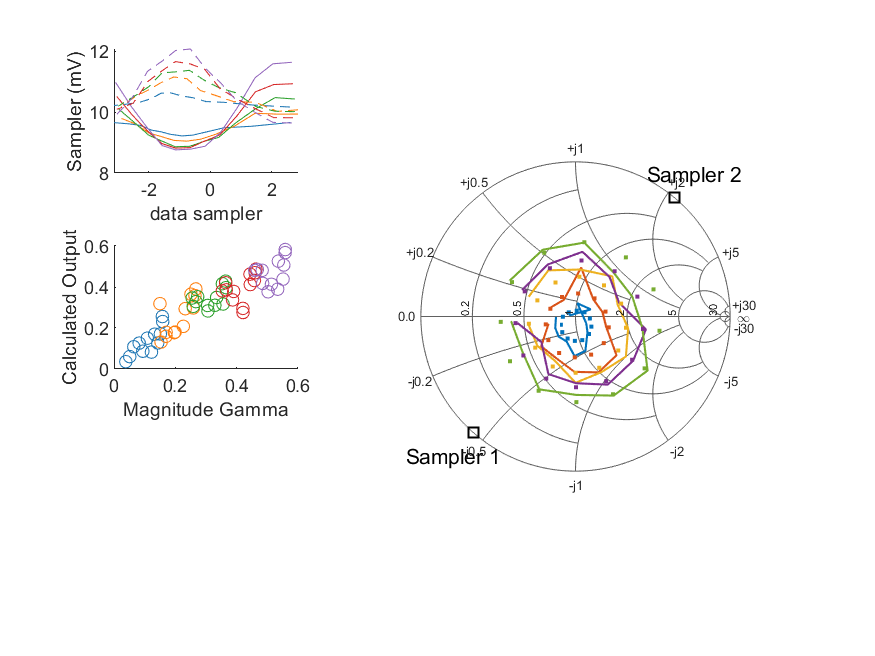 12
10
8
Sampler (mV)
-2
0
2
data sampler
0.6
0.4
0.2
0
Calculated Output
0
0.2
0.4
0.6
Magnitude Gamma
+j1
+j0.5
+j2
Sampler 2
+j0.2
+j5
0.0
0.2
0.5
2
5
30
+j30
∞
-j30
-j0.2
-j5
-j0.5
Sampler 1
-j2
-j1